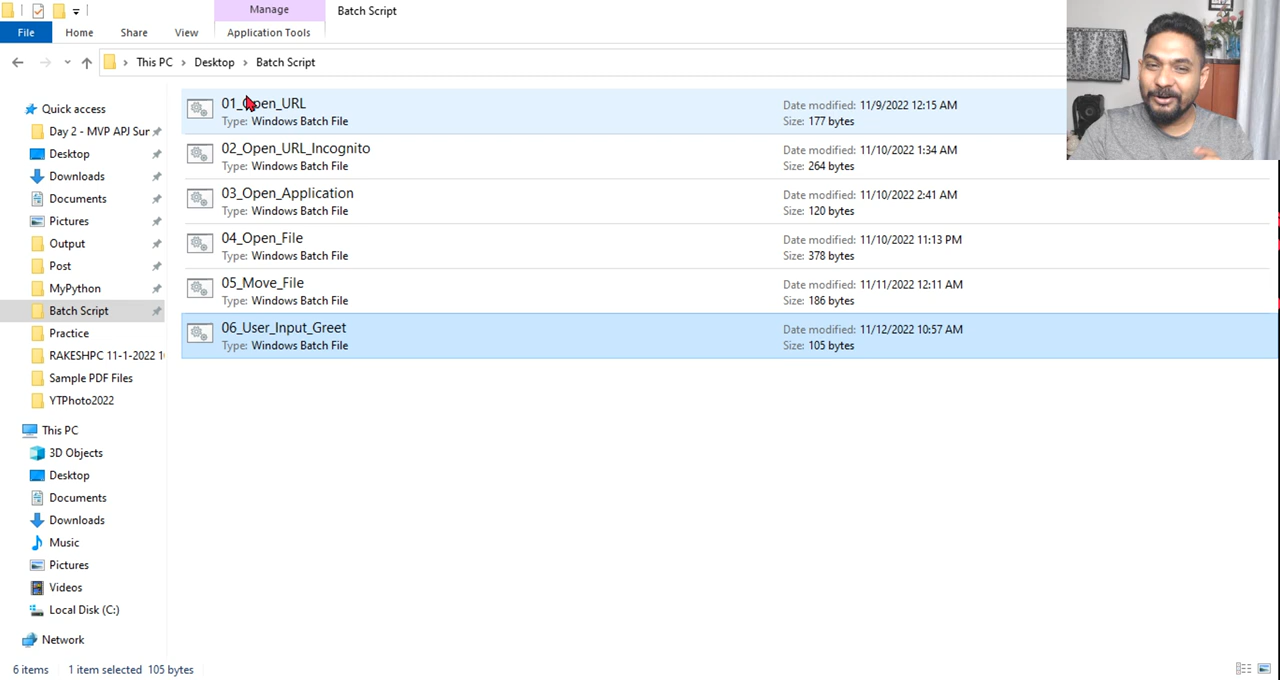 Manage
Batch Script
File
Home
Share
View
Application Tools
This PC
Desktop
Batch Script
Quick access
Day 2 - MVP APJ Sur
Desktop
Downloads
Documents
Pictures
Output
Post
MyPython
Batch Script
Practice
RAKESHPC 11-1-2022 1
Sample PDF Files
YTPhoto2022
This PC
3D Objects
Desktop
Documents
Downloads
Music
Pictures
Videos
Local Disk (C:)
Network
01_Open_URL
Type: Windows Batch File
Date modified: 11/9/2022 12:15 AM
Size: 177 bytes
02_Open_URL_Incognito
Type: Windows Batch File
Date modified: 11/10/2022 1:34 AM
Size: 264 bytes
03_Open_Application
Type: Windows Batch File
Date modified: 11/10/2022 2:41 AM
Size: 120 bytes
04_Open_File
Type: Windows Batch File
Date modified: 11/10/2022 11:13 PM
Size: 378 bytes
05_Move_File
Type: Windows Batch File
Date modified: 11/11/2022 12:11 AM
Size: 186 bytes
06_User_Input_Greet
Type: Windows Batch File
Date modified: 11/12/2022 10:57 AM
Size: 105 bytes
6 items
1 item selected 105 bytes